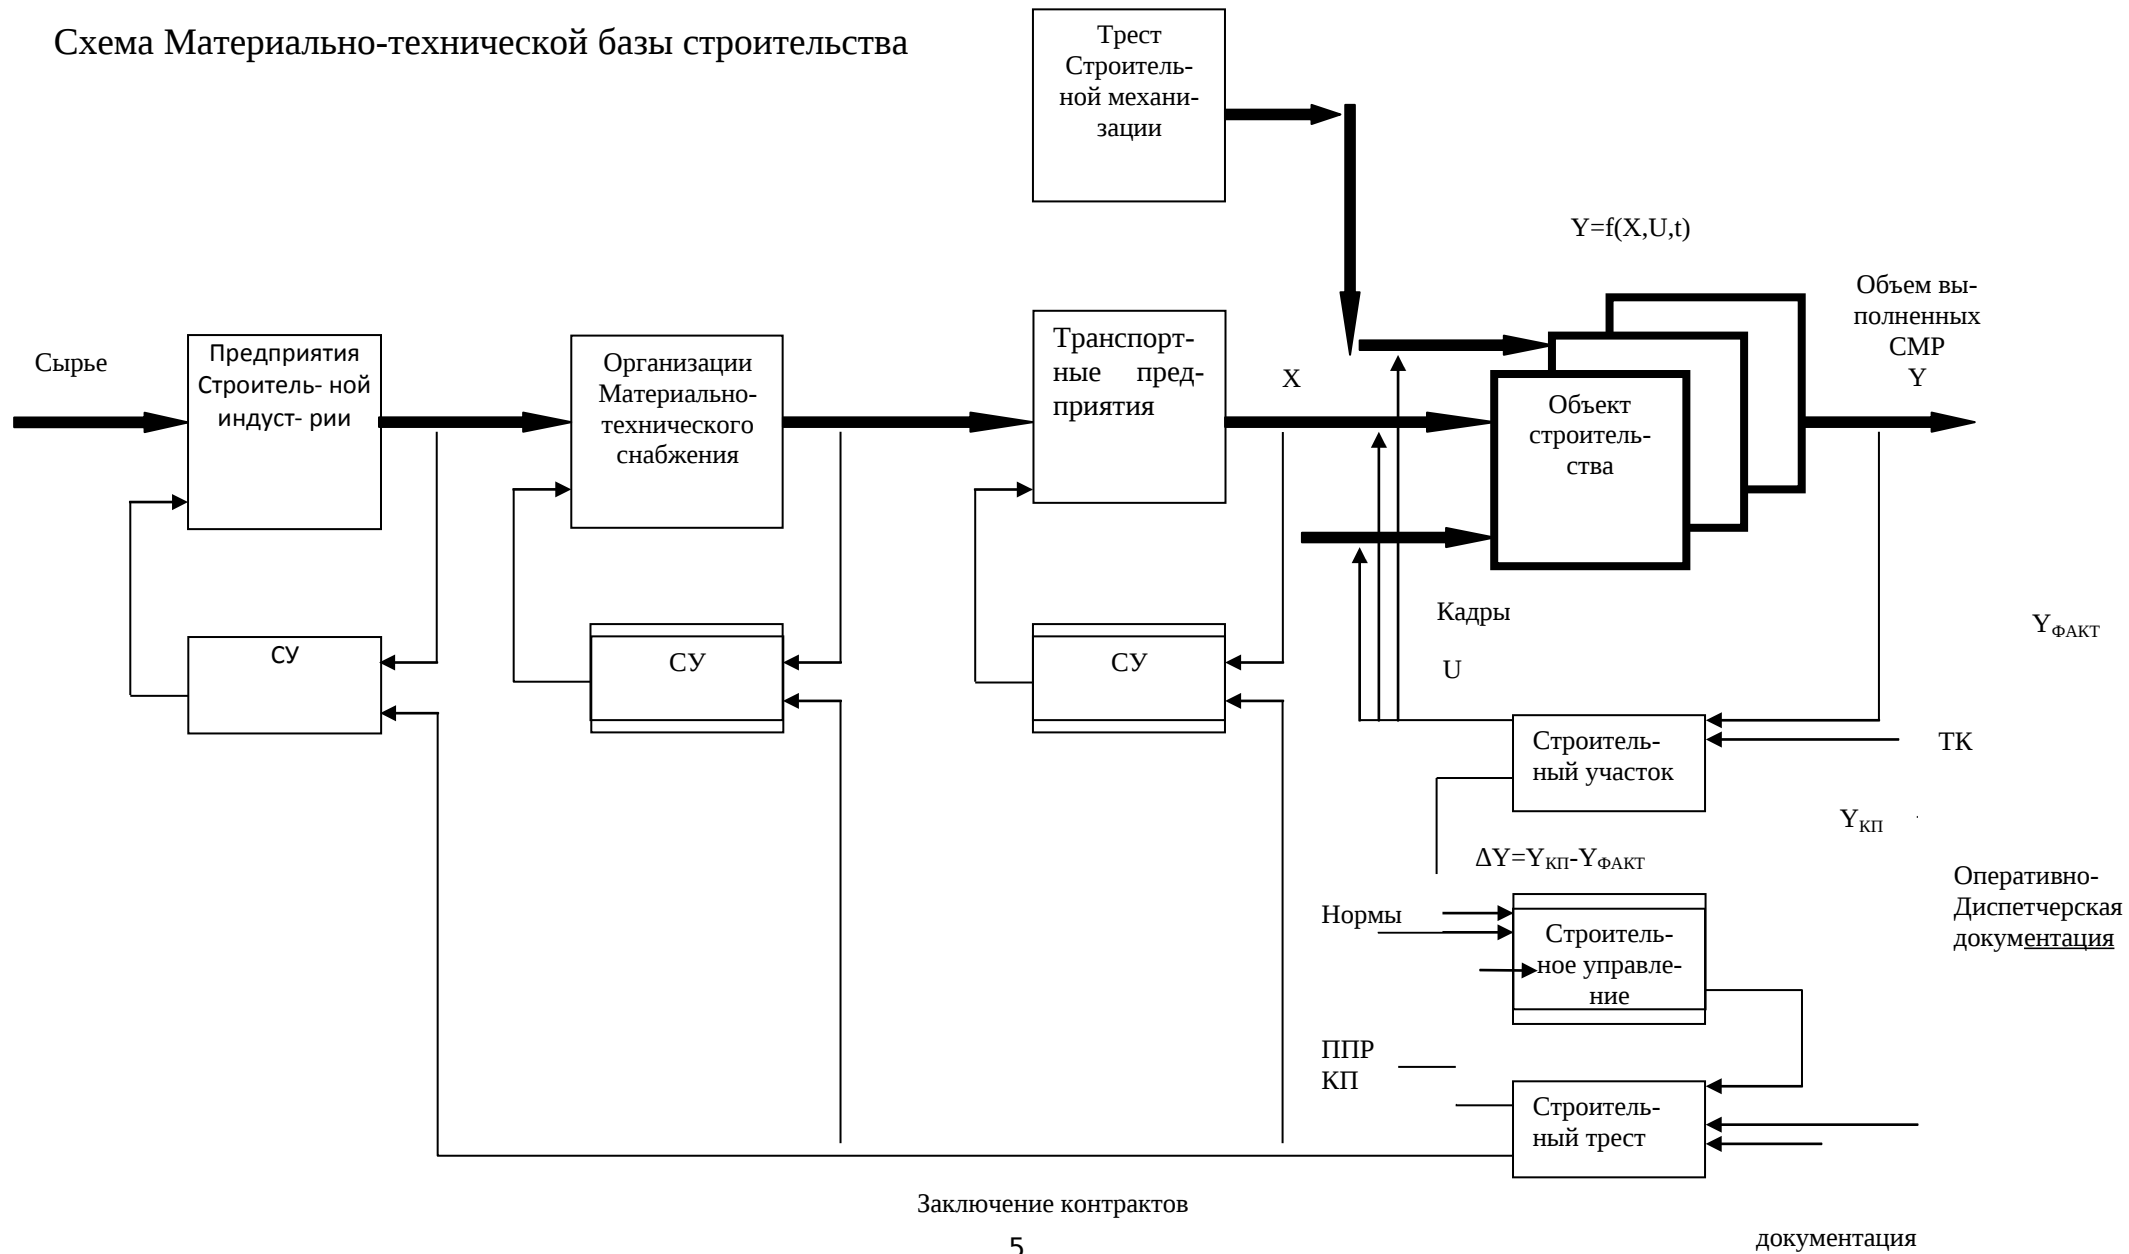 Схема Материально-технической базы строительства
Трест
Строитель-
ной механи-
зации
Y=f(X,U,t)
Объем вы-
полненных
СМР
Y
Сырье
Предприятия
Строитель- ной
индуст- рии
Организации
Материально-
технического
снабжения
Транспорт-
ные пред-
приятия
X
Объект
строитель-
ства
Кадры
U
YФАКТ
СУ
СУ
СУ
Строитель-
ный участок
ТК
YКП
ΔY=YКП-YФАКТ
Оперативно-
Диспетчерская
документация
Нормы
Строитель-
ное управле-
ние
ППР
КП
Строитель-
ный трест
Заключение контрактов
5
документация